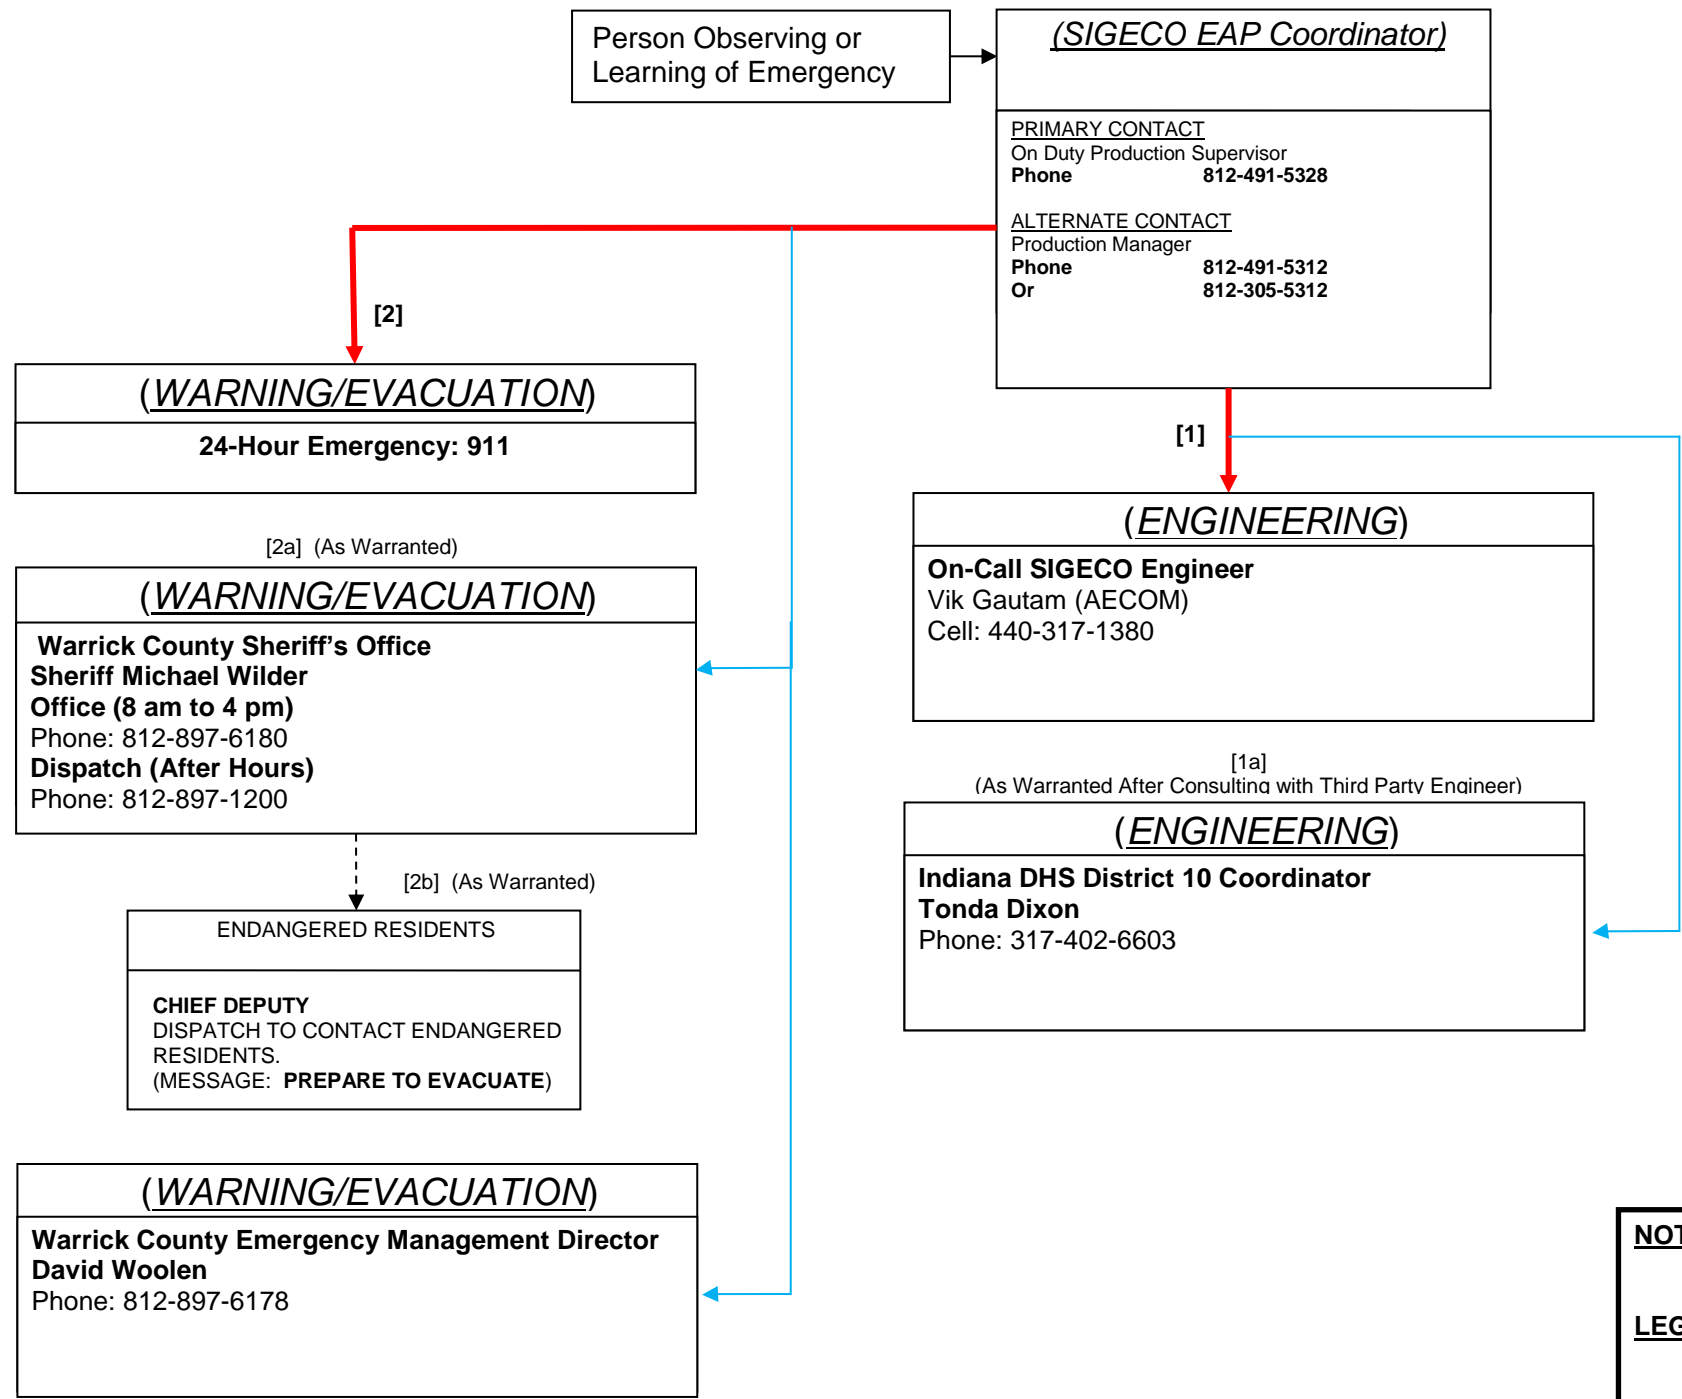 Person Observing or
Learning of Emergency
(SIGECO EAP Coordinator)
PRIMARY CONTACT
On Duty Production Supervisor
Phone 812-491-5328
ALTERNATE CONTACT
Production Manager
Phone 812-491-5312
Or 812-305-5312
[2]
(WARNING/EVACUATION)
24-Hour Emergency: 911
[1]
(ENGINEERING)
On-Call SIGECO Engineer
Vik Gautam (AECOM)
Cell: 440-317-1380
[2a] (As Warranted)
(WARNING/EVACUATION)
Warrick County Sheriff's Office
Sheriff Michael Wilder
Office (8 am to 4 pm)
Phone: 812-897-6180
Dispatch (After Hours)
Phone: 812-897-1200
[1a]
(As Warranted After Consulting with Third Party Engineer)
(ENGINEERING)
Indiana DHS District 10 Coordinator
Tonda Dixon
Phone: 317-402-6603
[2b] (As Warranted)
ENDANGERED RESIDENTS
CHIEF DEPUTY
DISPATCH TO CONTACT ENDANGERED
RESIDENTS.
(MESSAGE: PREPARE TO EVACUATE)
(WARNING/EVACUATION)
Warrick County Emergency Management Director
David Woolen
Phone: 812-897-6178